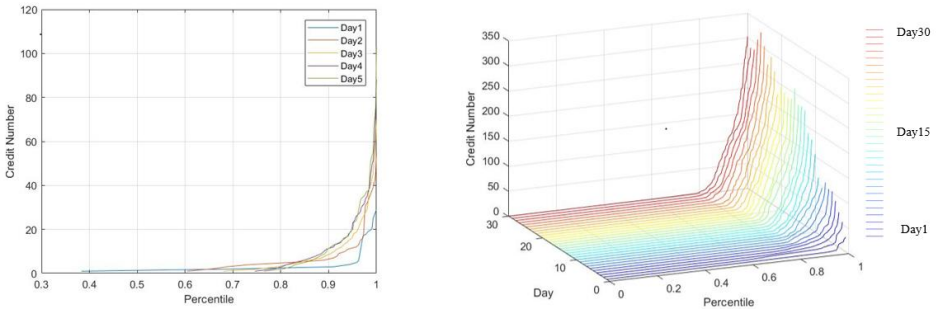 120
100
80
60
40
20
0
Credit Number
0.3 0.4 0.5 0.6 0.7 0.8 0.9 1
Percentile
Day1
Day2
Day3
Day4
Day5
350
300
250
200
150
100
50
0
Credit Number
30
20
10
0
Day
0 0.2 0.4 0.6 0.8 1
Percentile
Day30
Day15
Day1